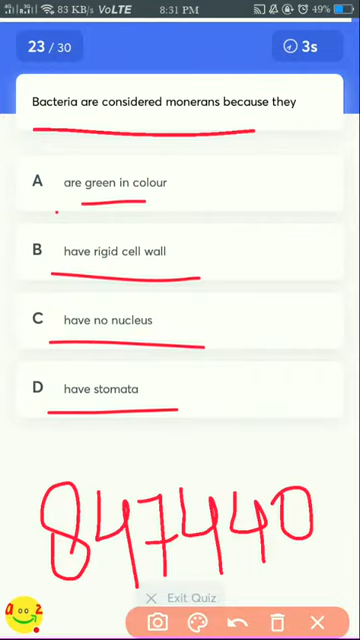 83 KB/s VoLTE 8:31 PM 49%
23 / 30 3s
Bacteria are considered monerans because they
A are green in colour
B have rigid cell wall
C have no nucleus
D have stomata
847440
Exit Quiz
a z